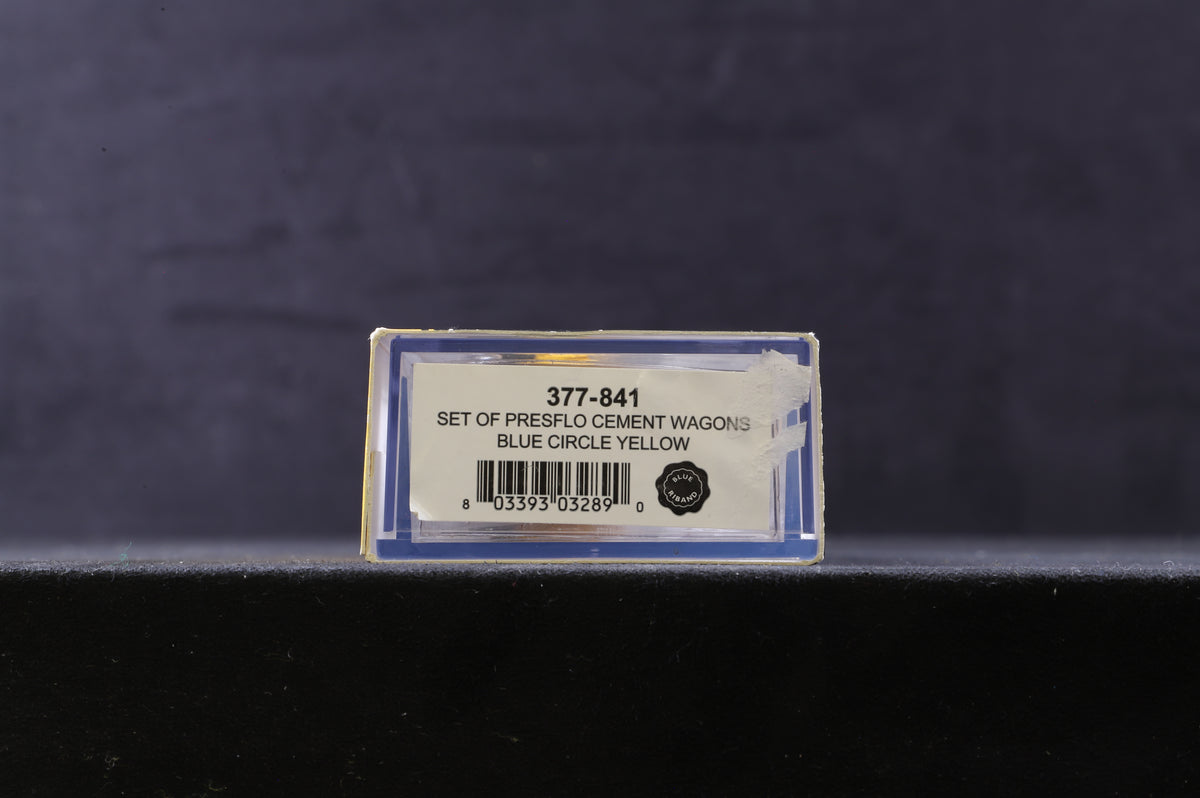 377-841
SET OF PRESFLO CEMENT WAGONS
BLUE CIRCLE YELLOW
8 03393 03289 0
BLUE
RIBAND